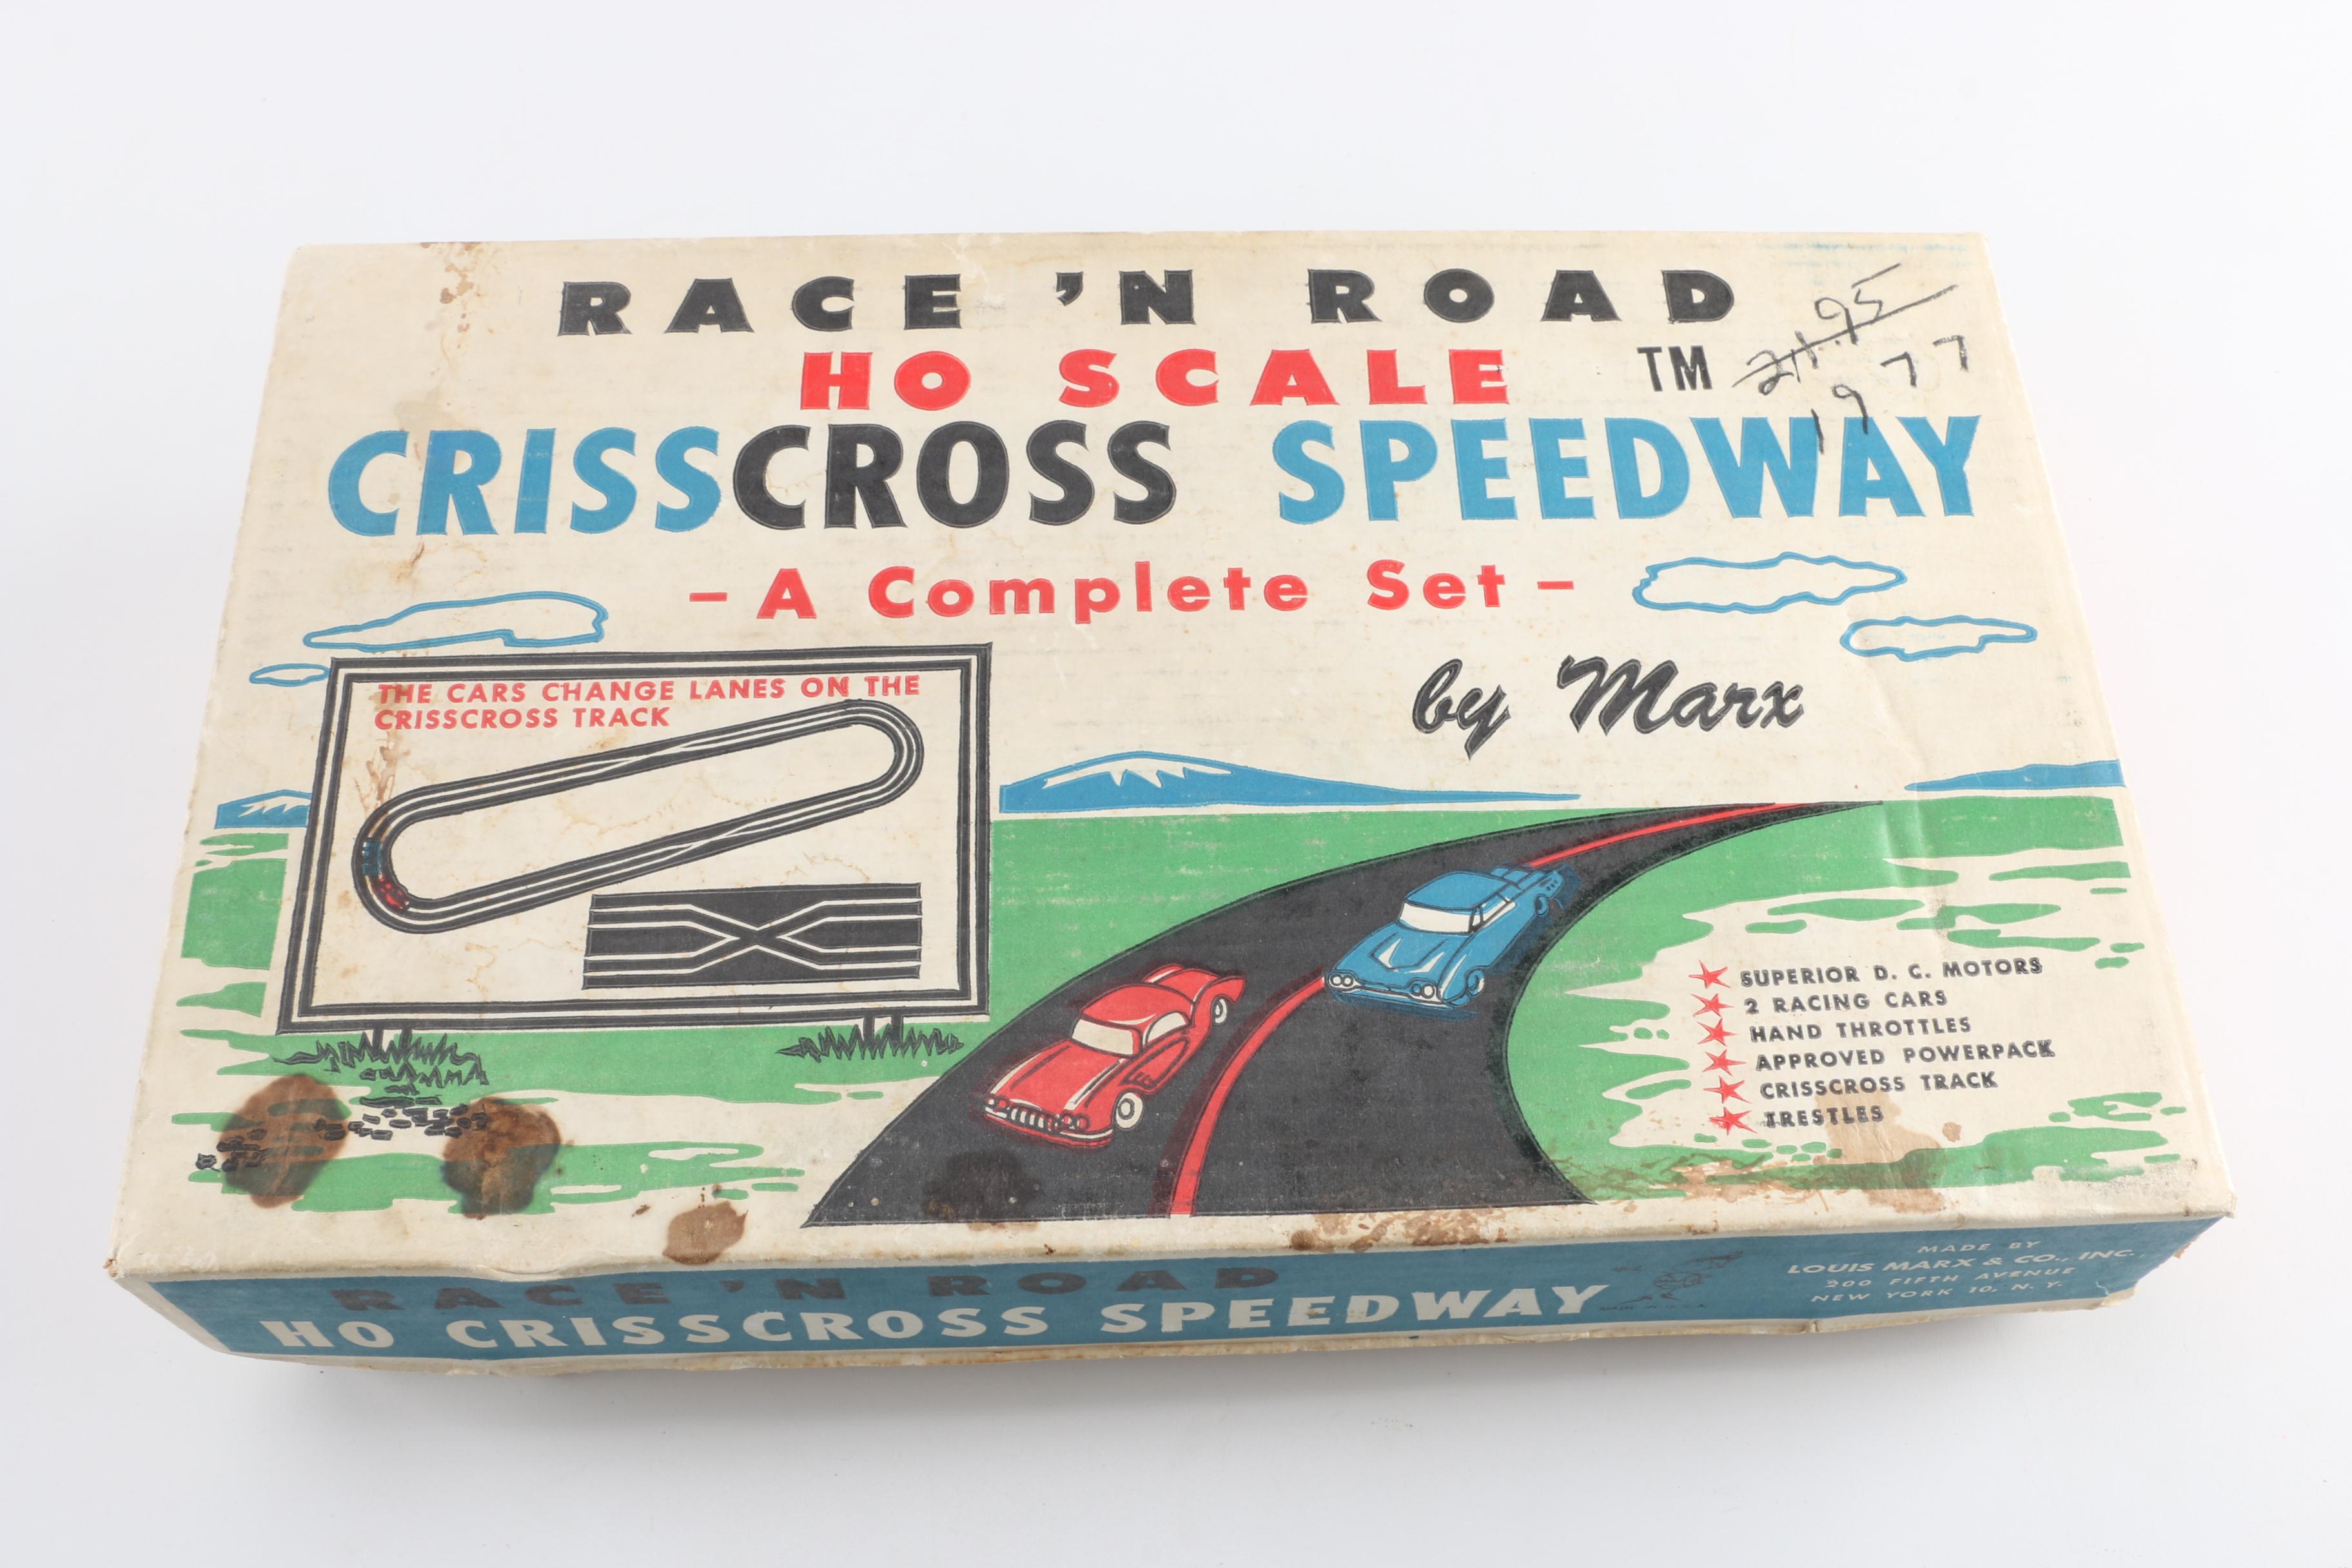 RACE 'N ROAD
HO SCALE TM
21.95
1977
CRISSCROSS SPEEDWAY
- A Complete Set -
by Marx
THE CARS CHANGE LANES ON THE
CRISSCROSS TRACK
SUPERIOR D. C. MOTORS
2 RACING CARS
HAND THROTTLES
APPROVED POWERPACK
CRISSCROSS TRACK
TRESTLES
RACE 'N ROAD
HO CRISSCROSS SPEEDWAY
MADE BY
LOUIS MARX & CO., INC.
200 FIFTH AVENUE
NEW YORK 10, N. Y.